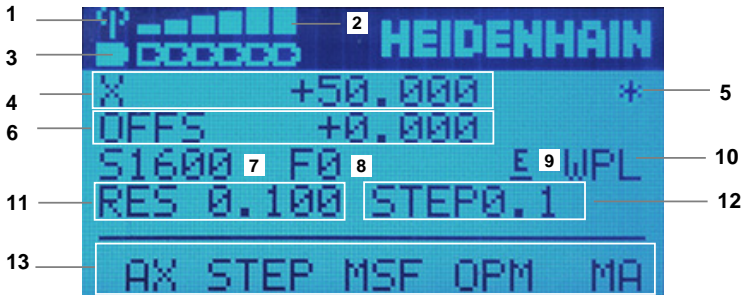 1 2 HEIDENHAIN
3
4 X +50.000 * 5
6 OFFS +0.000
S1600 7 F0 8 E 9 WPL 10
11 RES 0.100 STEP0.1 12
13 AX STEP MSF OPM MA